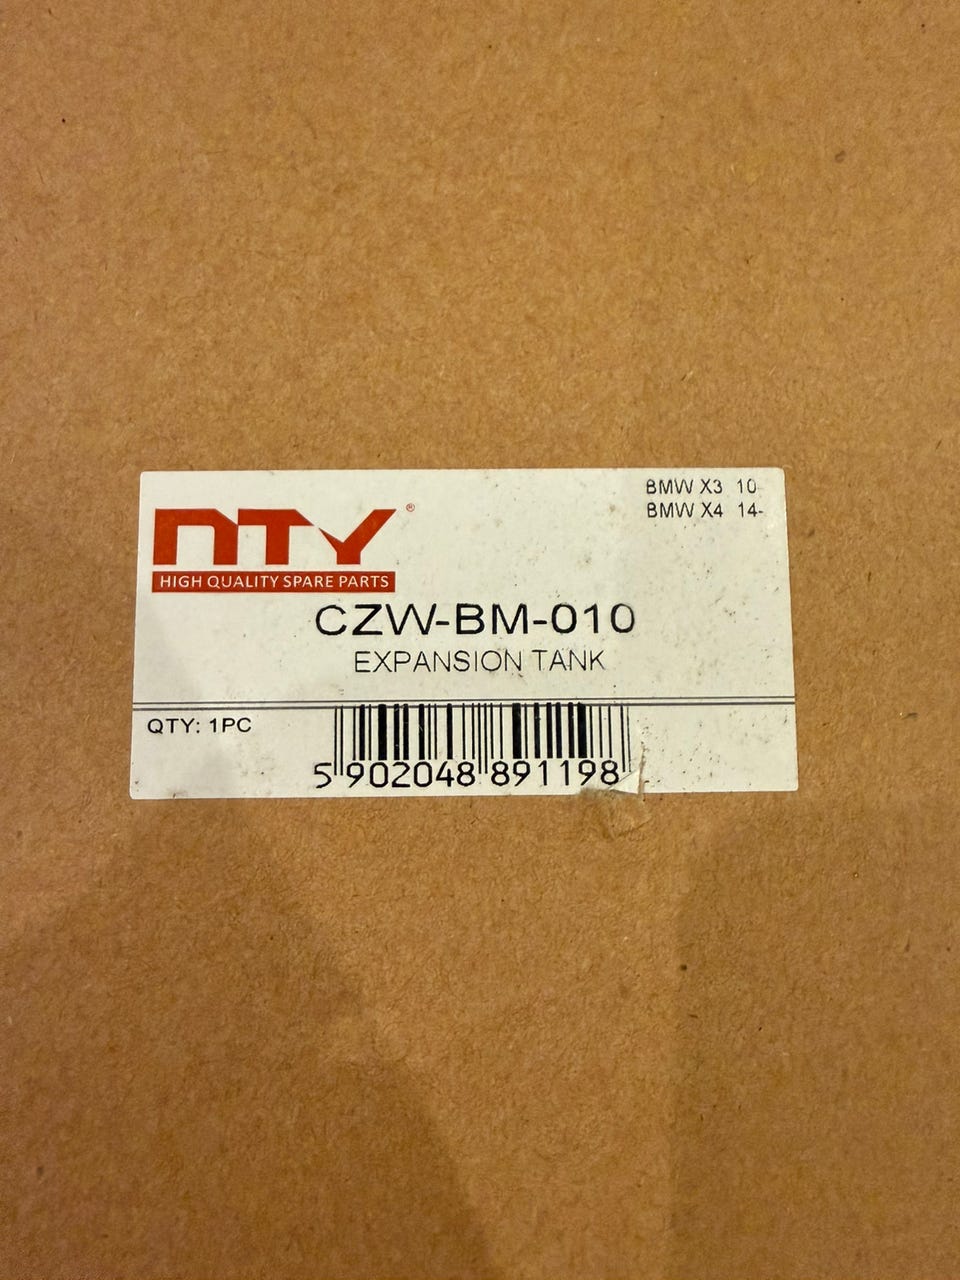 BMW X3 10-
BMW X4 14-
NTY®
HIGH QUALITY SPARE PARTS
CZW-BM-010
EXPANSION TANK
QTY: 1PC
5 902048 891198